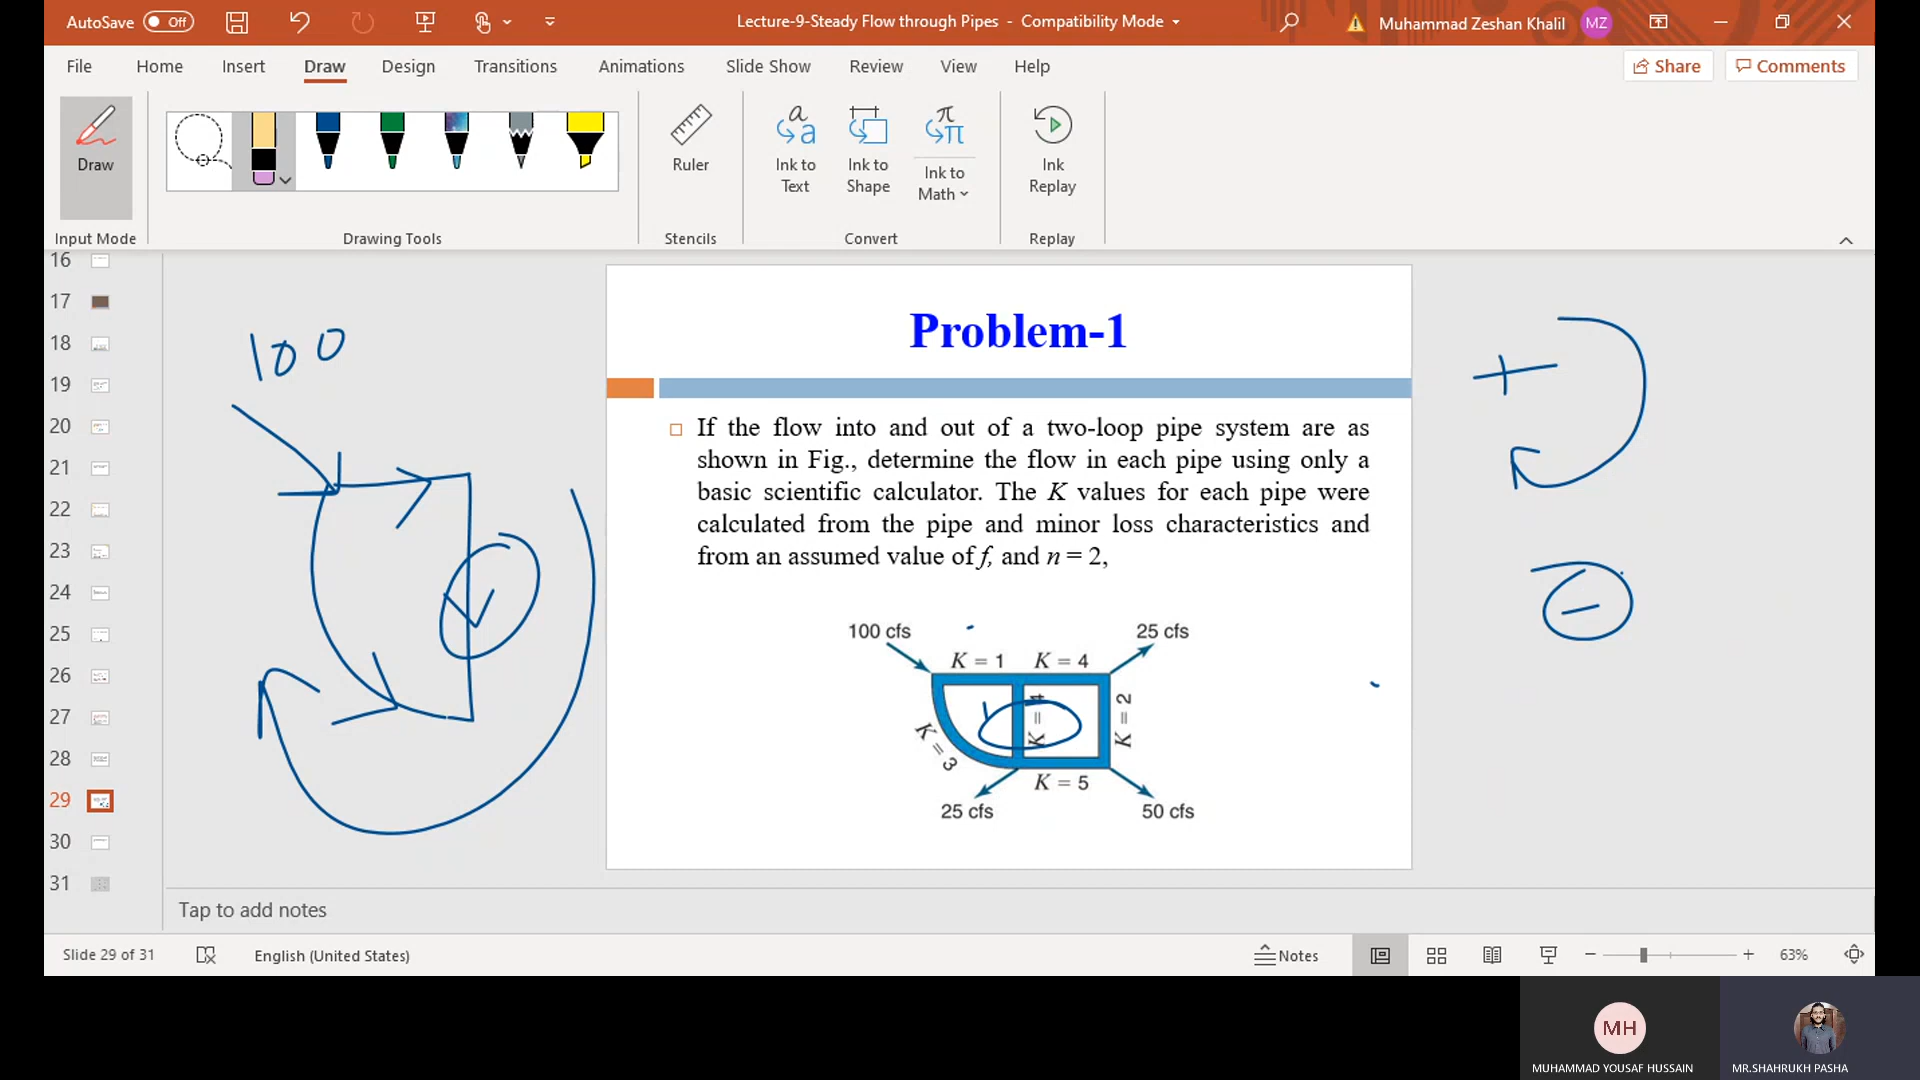 AutoSave Off
Lecture-9-Steady Flow through Pipes - Compatibility Mode
Muhammad Zeshan Khalil MZ
File Home Insert Draw Design Transitions Animations Slide Show Review View Help
Share Comments
Draw
Ruler
Ink to Text
Ink to Shape
Ink to Math
Ink Replay
Input Mode
Drawing Tools
Stencils
Convert
Replay
16
17
18
19
20
21
22
23
24
25
26
27
28
29
30
31
100
+
−
Problem-1
If the flow into and out of a two-loop pipe system are as
shown in Fig., determine the flow in each pipe using only a
basic scientific calculator. The K values for each pipe were
calculated from the pipe and minor loss characteristics and
from an assumed value of f, and n = 2,
100 cfs
25 cfs
K = 1
K = 4
K = 4
K = 2
K = 3
K = 5
25 cfs
50 cfs
Tap to add notes
Slide 29 of 31
English (United States)
Notes
63%
MH
MUHAMMAD YOUSAF HUSSAIN
MR.SHAHRUKH PASHA